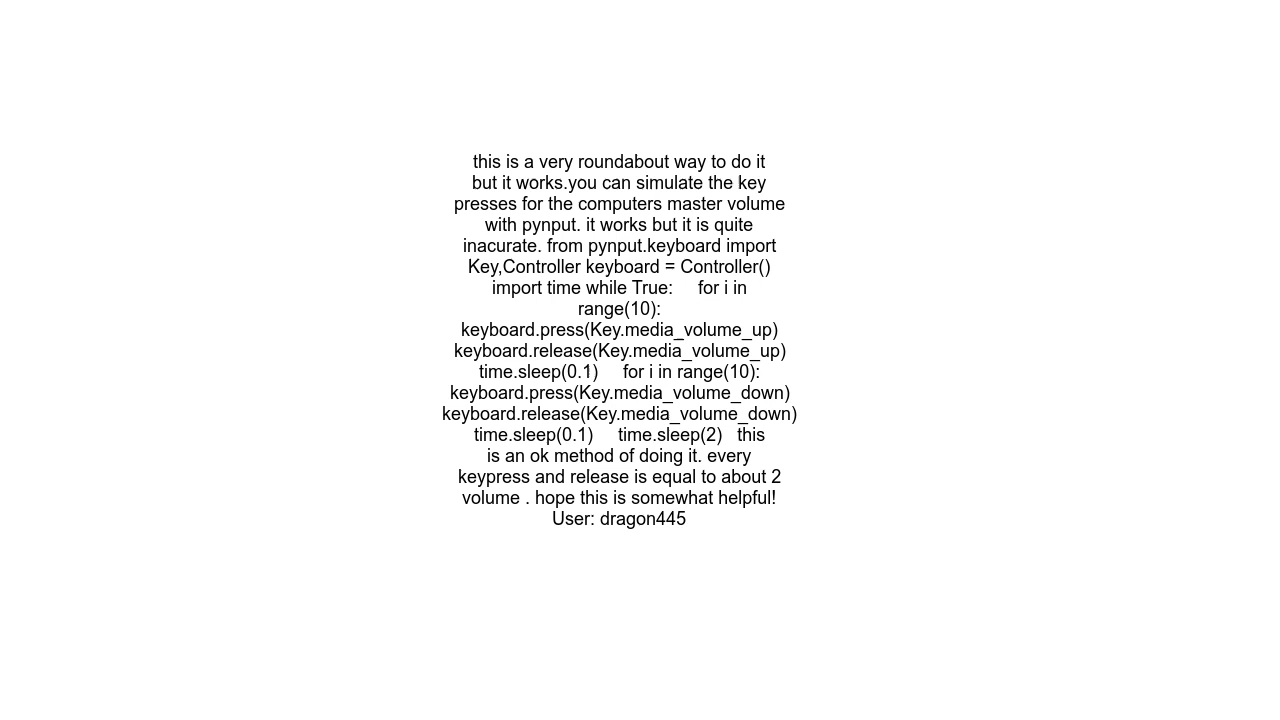 this is a very roundabout way to do it
but it works.you can simulate the key
presses for the computers master volume
with pynput. it works but it is quite
inacurate. from pynput.keyboard import
Key,Controller keyboard = Controller()
import time while True:     for i in
range(10):
keyboard.press(Key.media_volume_up)
keyboard.release(Key.media_volume_up)
time.sleep(0.1)     for i in range(10):
keyboard.press(Key.media_volume_down)
keyboard.release(Key.media_volume_down)
time.sleep(0.1)     time.sleep(2)   this
is an ok method of doing it. every
keypress and release is equal to about 2
volume . hope this is somewhat helpful!
User: dragon445